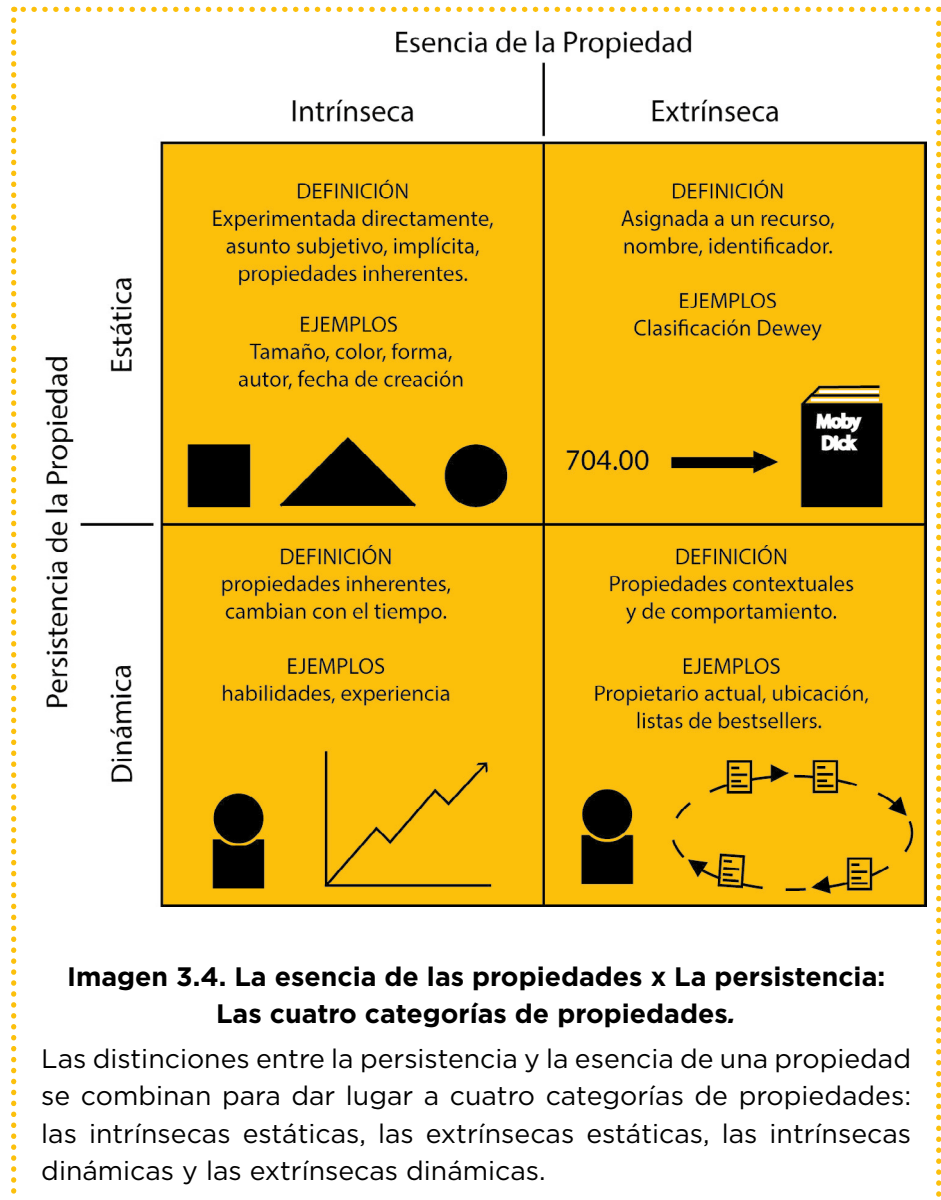 Esencia de la Propiedad
Intrínseca
Extrínseca
Persistencia de la Propiedad
Estática
DEFINICIÓN
Experimentada directamente,
asunto subjetivo, implícita,
propiedades inherentes.
EJEMPLOS
Tamaño, color, forma,
autor, fecha de creación
DEFINICIÓN
Asignada a un recurso,
nombre, identificador.
EJEMPLOS
Clasificación Dewey
704.00
Moby
Dick
Dinámica
DEFINICIÓN
propiedades inherentes,
cambian con el tiempo.
EJEMPLOS
habilidades, experiencia
DEFINICIÓN
Propiedades contextuales
y de comportamiento.
EJEMPLOS
Propietario actual, ubicación,
listas de bestsellers.
Imagen 3.4. La esencia de las propiedades x La persistencia:
Las cuatro categorías de propiedades.
Las distinciones entre la persistencia y la esencia de una propiedad
se combinan para dar lugar a cuatro categorías de propiedades:
las intrínsecas estáticas, las extrínsecas estáticas, las intrínsecas
dinámicas y las extrínsecas dinámicas.